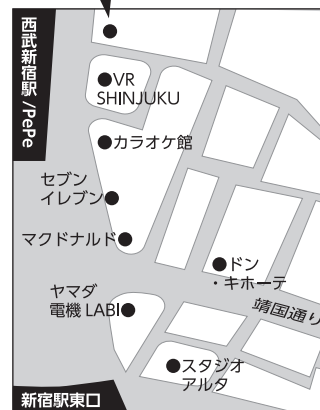 西武新宿駅/PePe
VR
SHINJUKU
カラオケ館
セブン
イレブン
マクドナルド
ドン
・キホーテ
ヤマダ
電機 LABI
靖国通り
スタジオ
アルタ
新宿駅東口